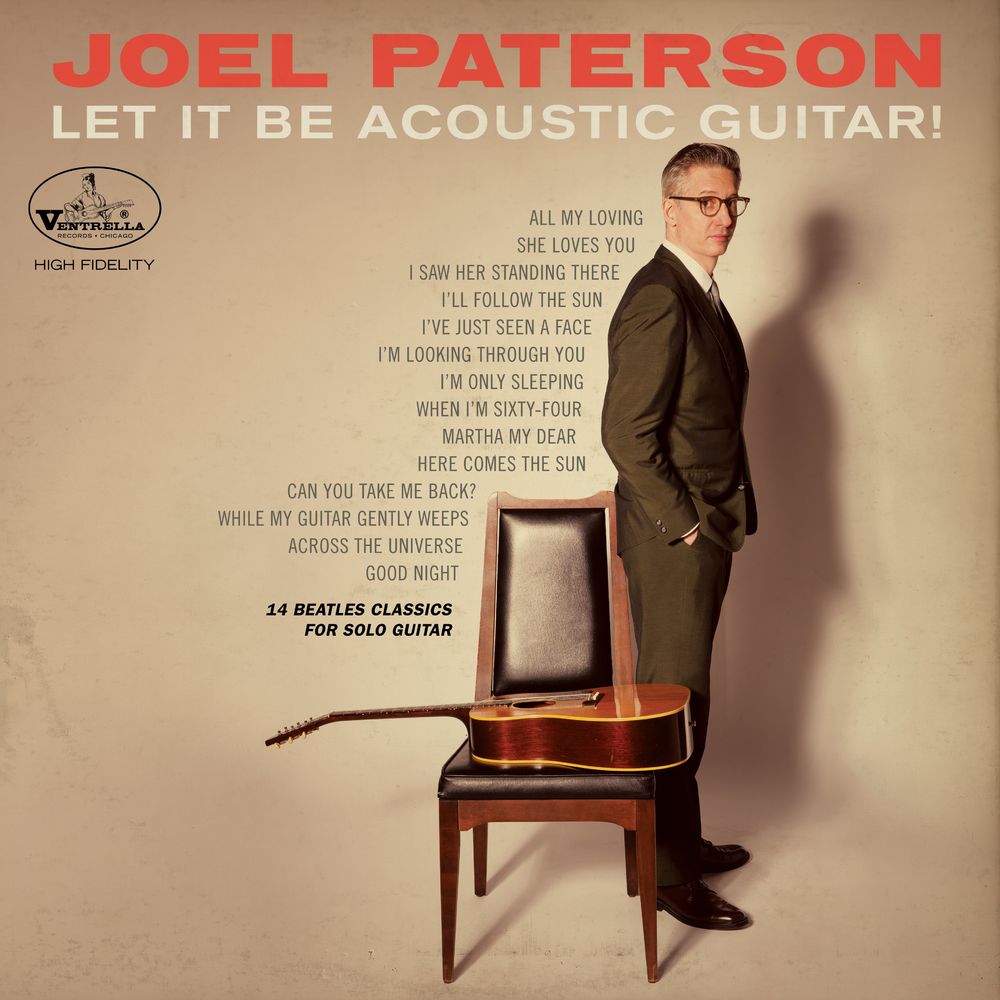 JOEL PATERSON
LET IT BE ACOUSTIC GUITAR!
VENTRELLA®
RECORDS • CHICAGO
HIGH FIDELITY
ALL MY LOVING
SHE LOVES YOU
I SAW HER STANDING THERE
I'LL FOLLOW THE SUN
I'VE JUST SEEN A FACE
I'M LOOKING THROUGH YOU
I'M ONLY SLEEPING
WHEN I'M SIXTY-FOUR
MARTHA MY DEAR
HERE COMES THE SUN
CAN YOU TAKE ME BACK?
WHILE MY GUITAR GENTLY WEEPS
ACROSS THE UNIVERSE
GOOD NIGHT
14 BEATLES CLASSICS
FOR SOLO GUITAR